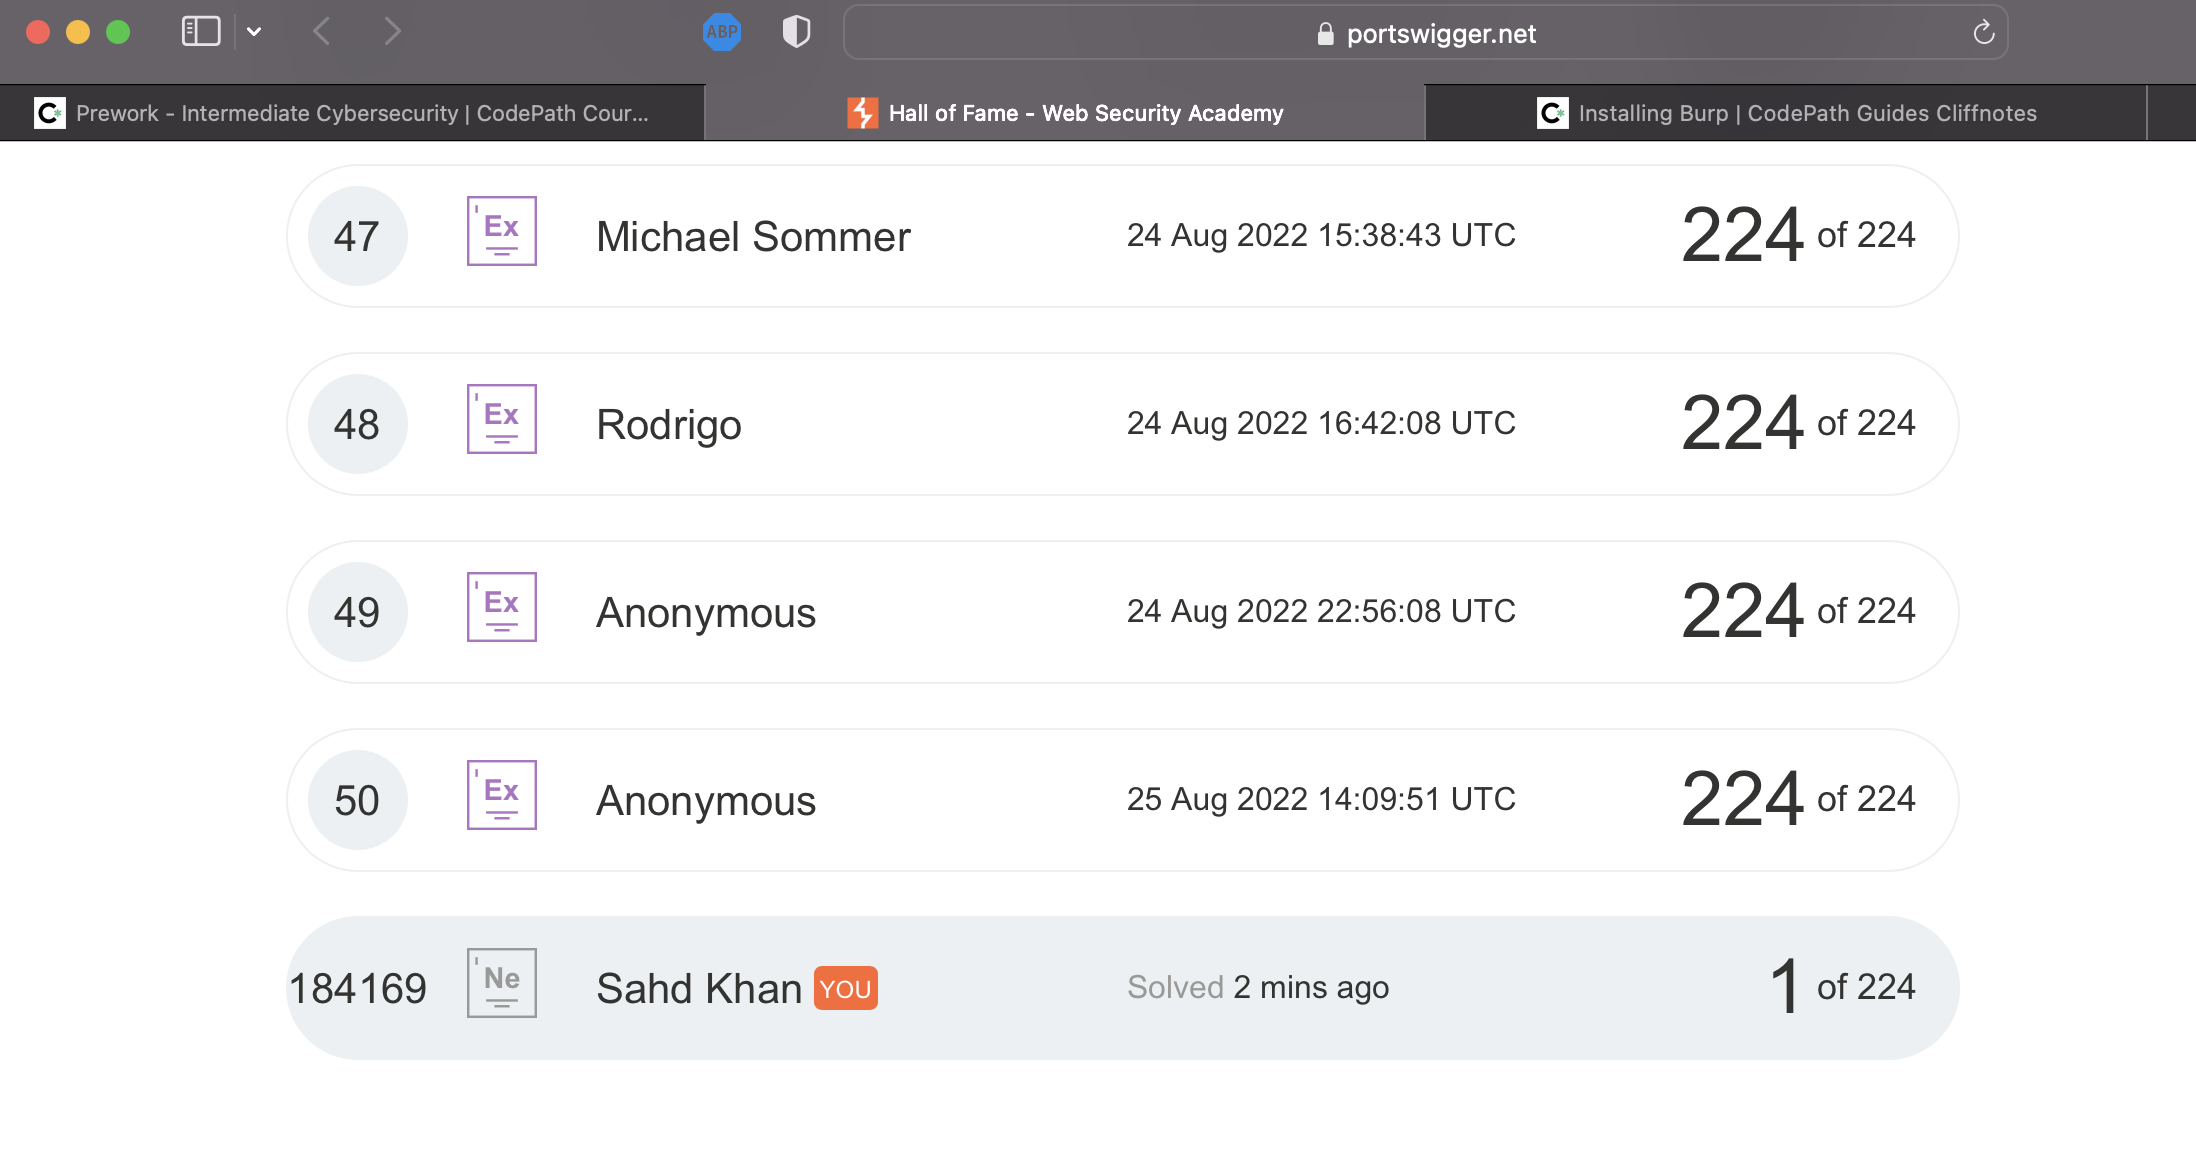 ABP
portswigger.net
Prework - Intermediate Cybersecurity | CodePath Cour...
Hall of Fame - Web Security Academy
Installing Burp | CodePath Guides Cliffnotes
47 Ex Michael Sommer 24 Aug 2022 15:38:43 UTC 224 of 224
48 Ex Rodrigo 24 Aug 2022 16:42:08 UTC 224 of 224
49 Ex Anonymous 24 Aug 2022 22:56:08 UTC 224 of 224
50 Ex Anonymous 25 Aug 2022 14:09:51 UTC 224 of 224
184169 Ne Sahd Khan YOU Solved 2 mins ago 1 of 224